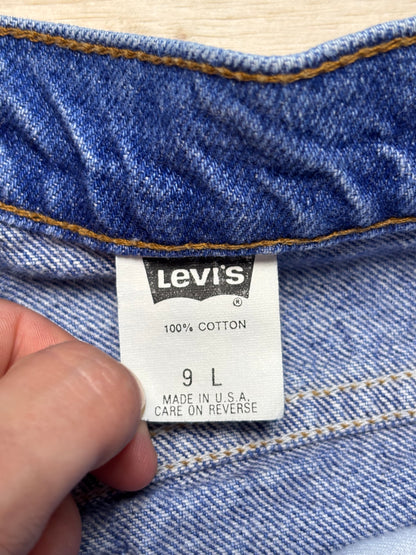 LEVI'S
®
100% COTTON
9 L
MADE IN U.S.A.
CARE ON REVERSE